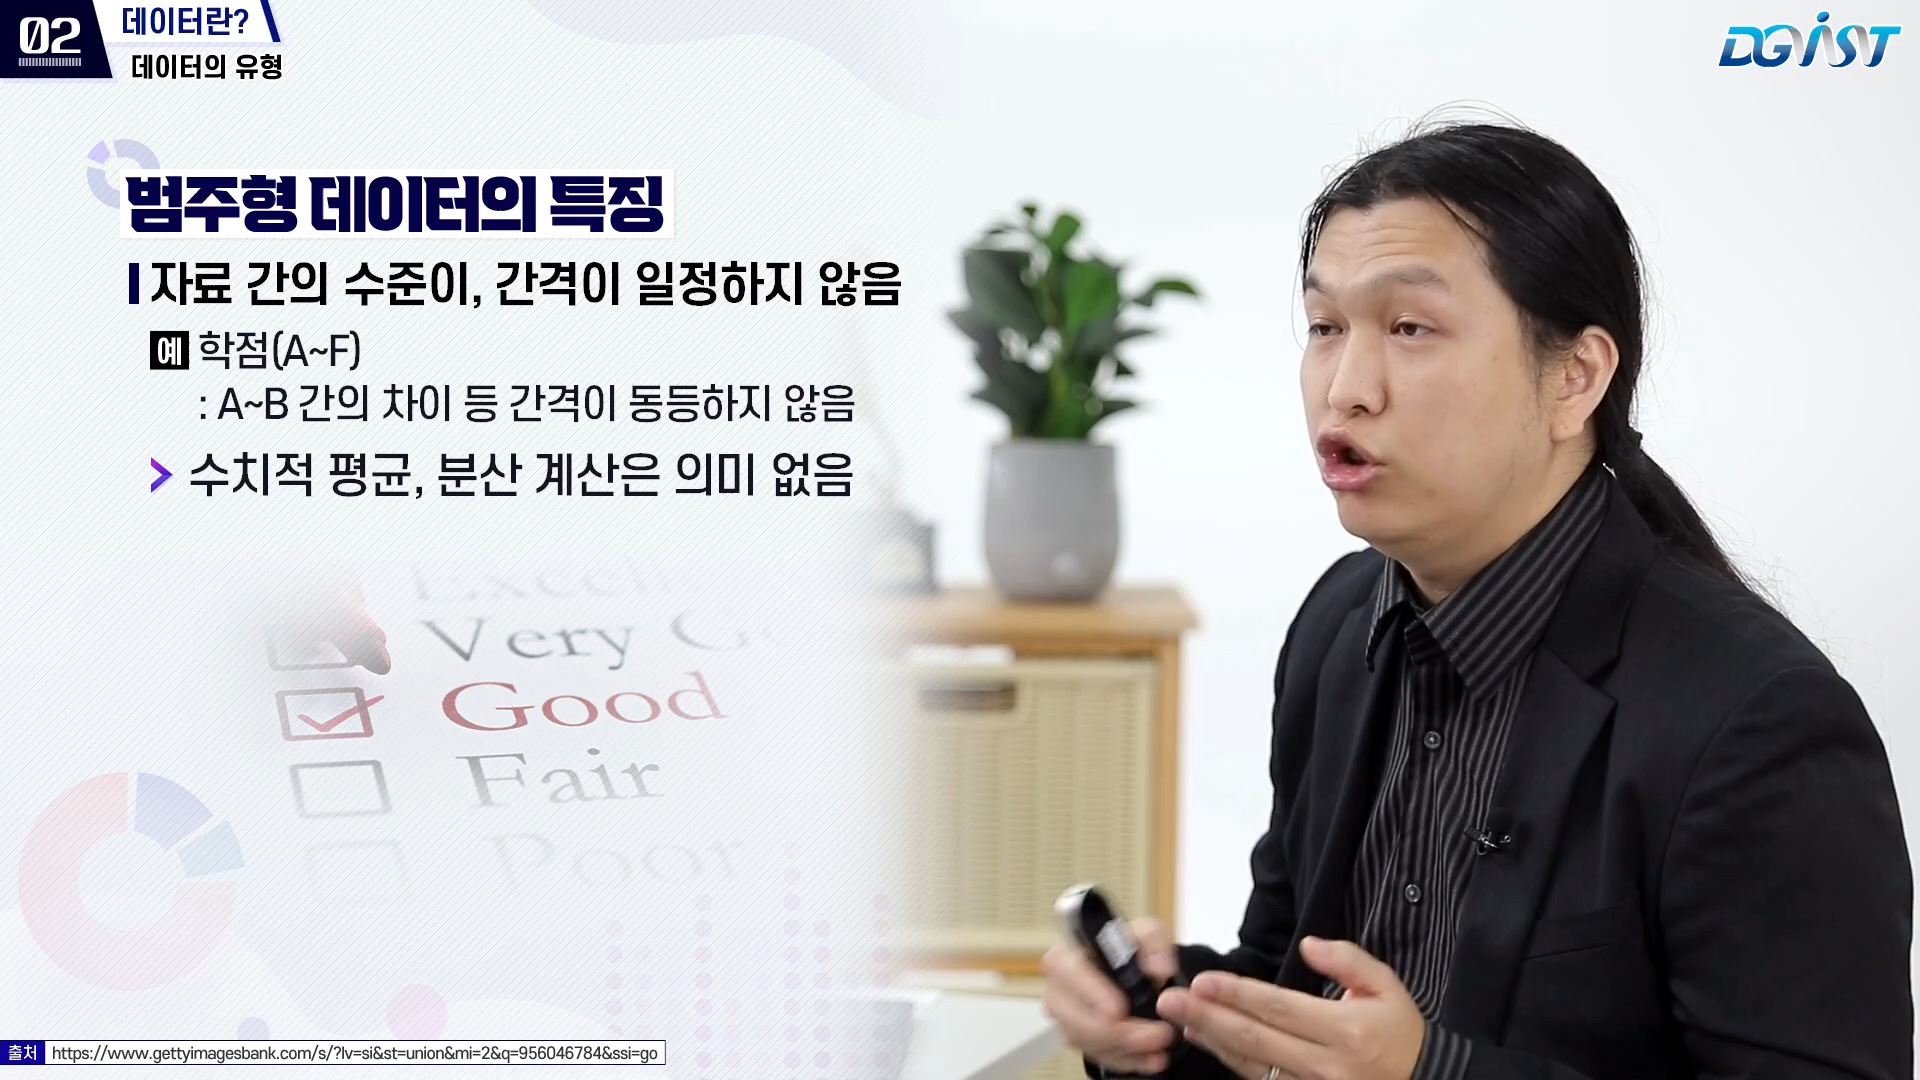 02
데이터란?
데이터의 유형
DGIST
범주형 데이터의 특징
자료 간의 수준이, 간격이 일정하지 않음
예 학점(A~F)
: A~B 간의 차이 등 간격이 동등하지 않음
수치적 평균, 분산 계산은 의미 없음
Excellent
Very Go
Good
Fair
Poor
출처 https://www.gettyimagesbank.com/s/?lv=si&st=union&mi=2&q=956046784&ssi=go